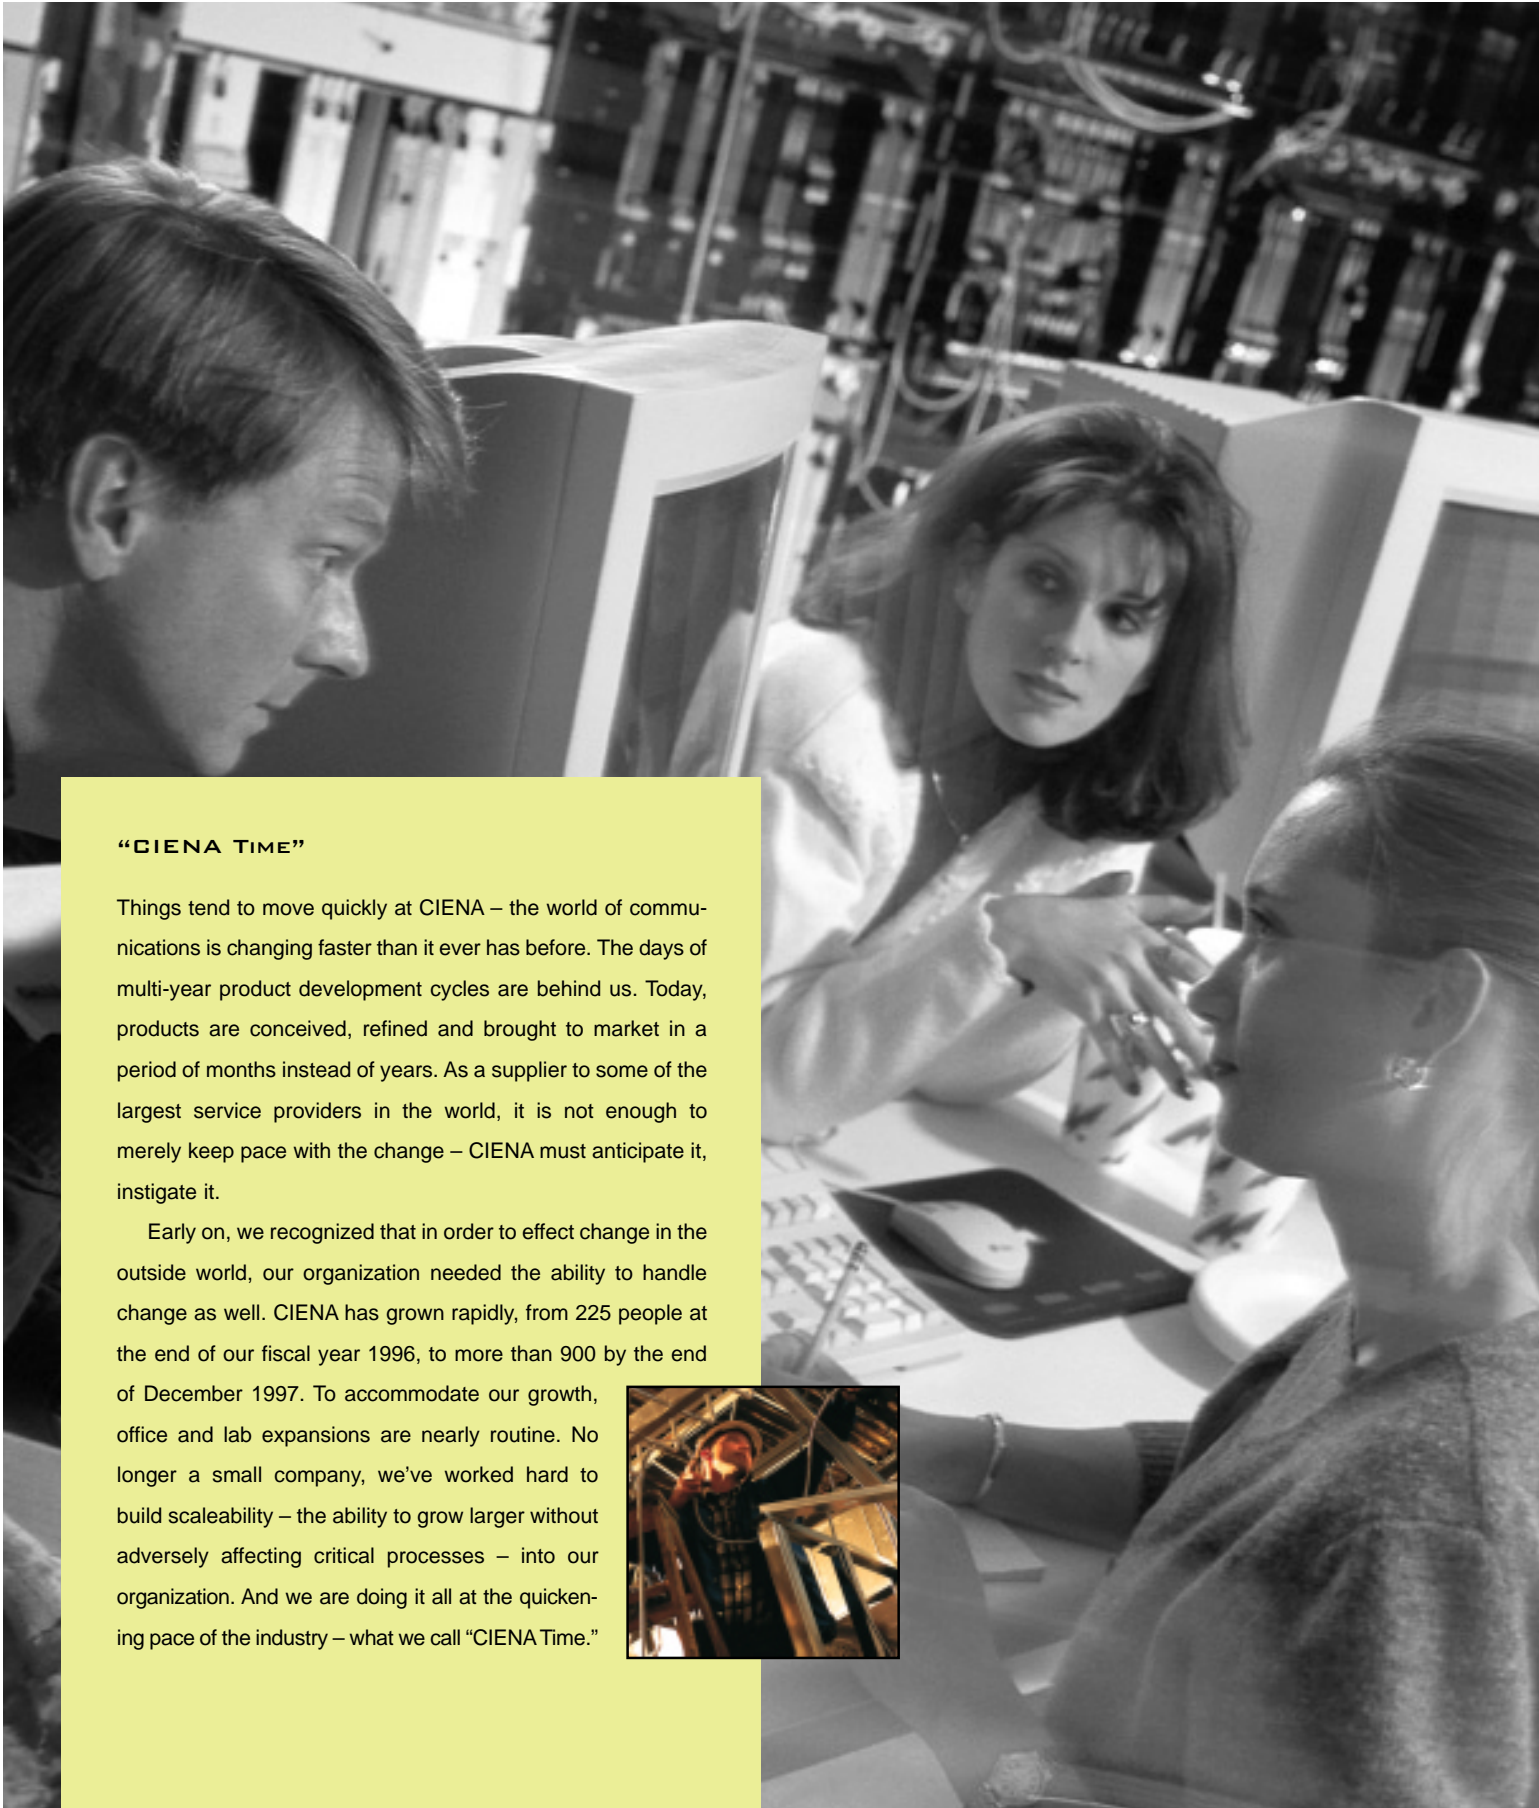 “CIENA Time”
Things tend to move quickly at CIENA – the world of commu-
nications is changing faster than it ever has before. The days of
multi-year product development cycles are behind us. Today,
products are conceived, refined and brought to market in a
period of months instead of years. As a supplier to some of the
largest service providers in the world, it is not enough to
merely keep pace with the change – CIENA must anticipate it,
instigate it.
Early on, we recognized that in order to effect change in the
outside world, our organization needed the ability to handle
change as well. CIENA has grown rapidly, from 225 people at
the end of our fiscal year 1996, to more than 900 by the end
of December 1997. To accommodate our growth,
office and lab expansions are nearly routine. No
longer a small company, we’ve worked hard to
build scaleability – the ability to grow larger without
adversely affecting critical processes – into our
organization. And we are doing it all at the quicken-
ing pace of the industry – what we call “CIENA Time.”